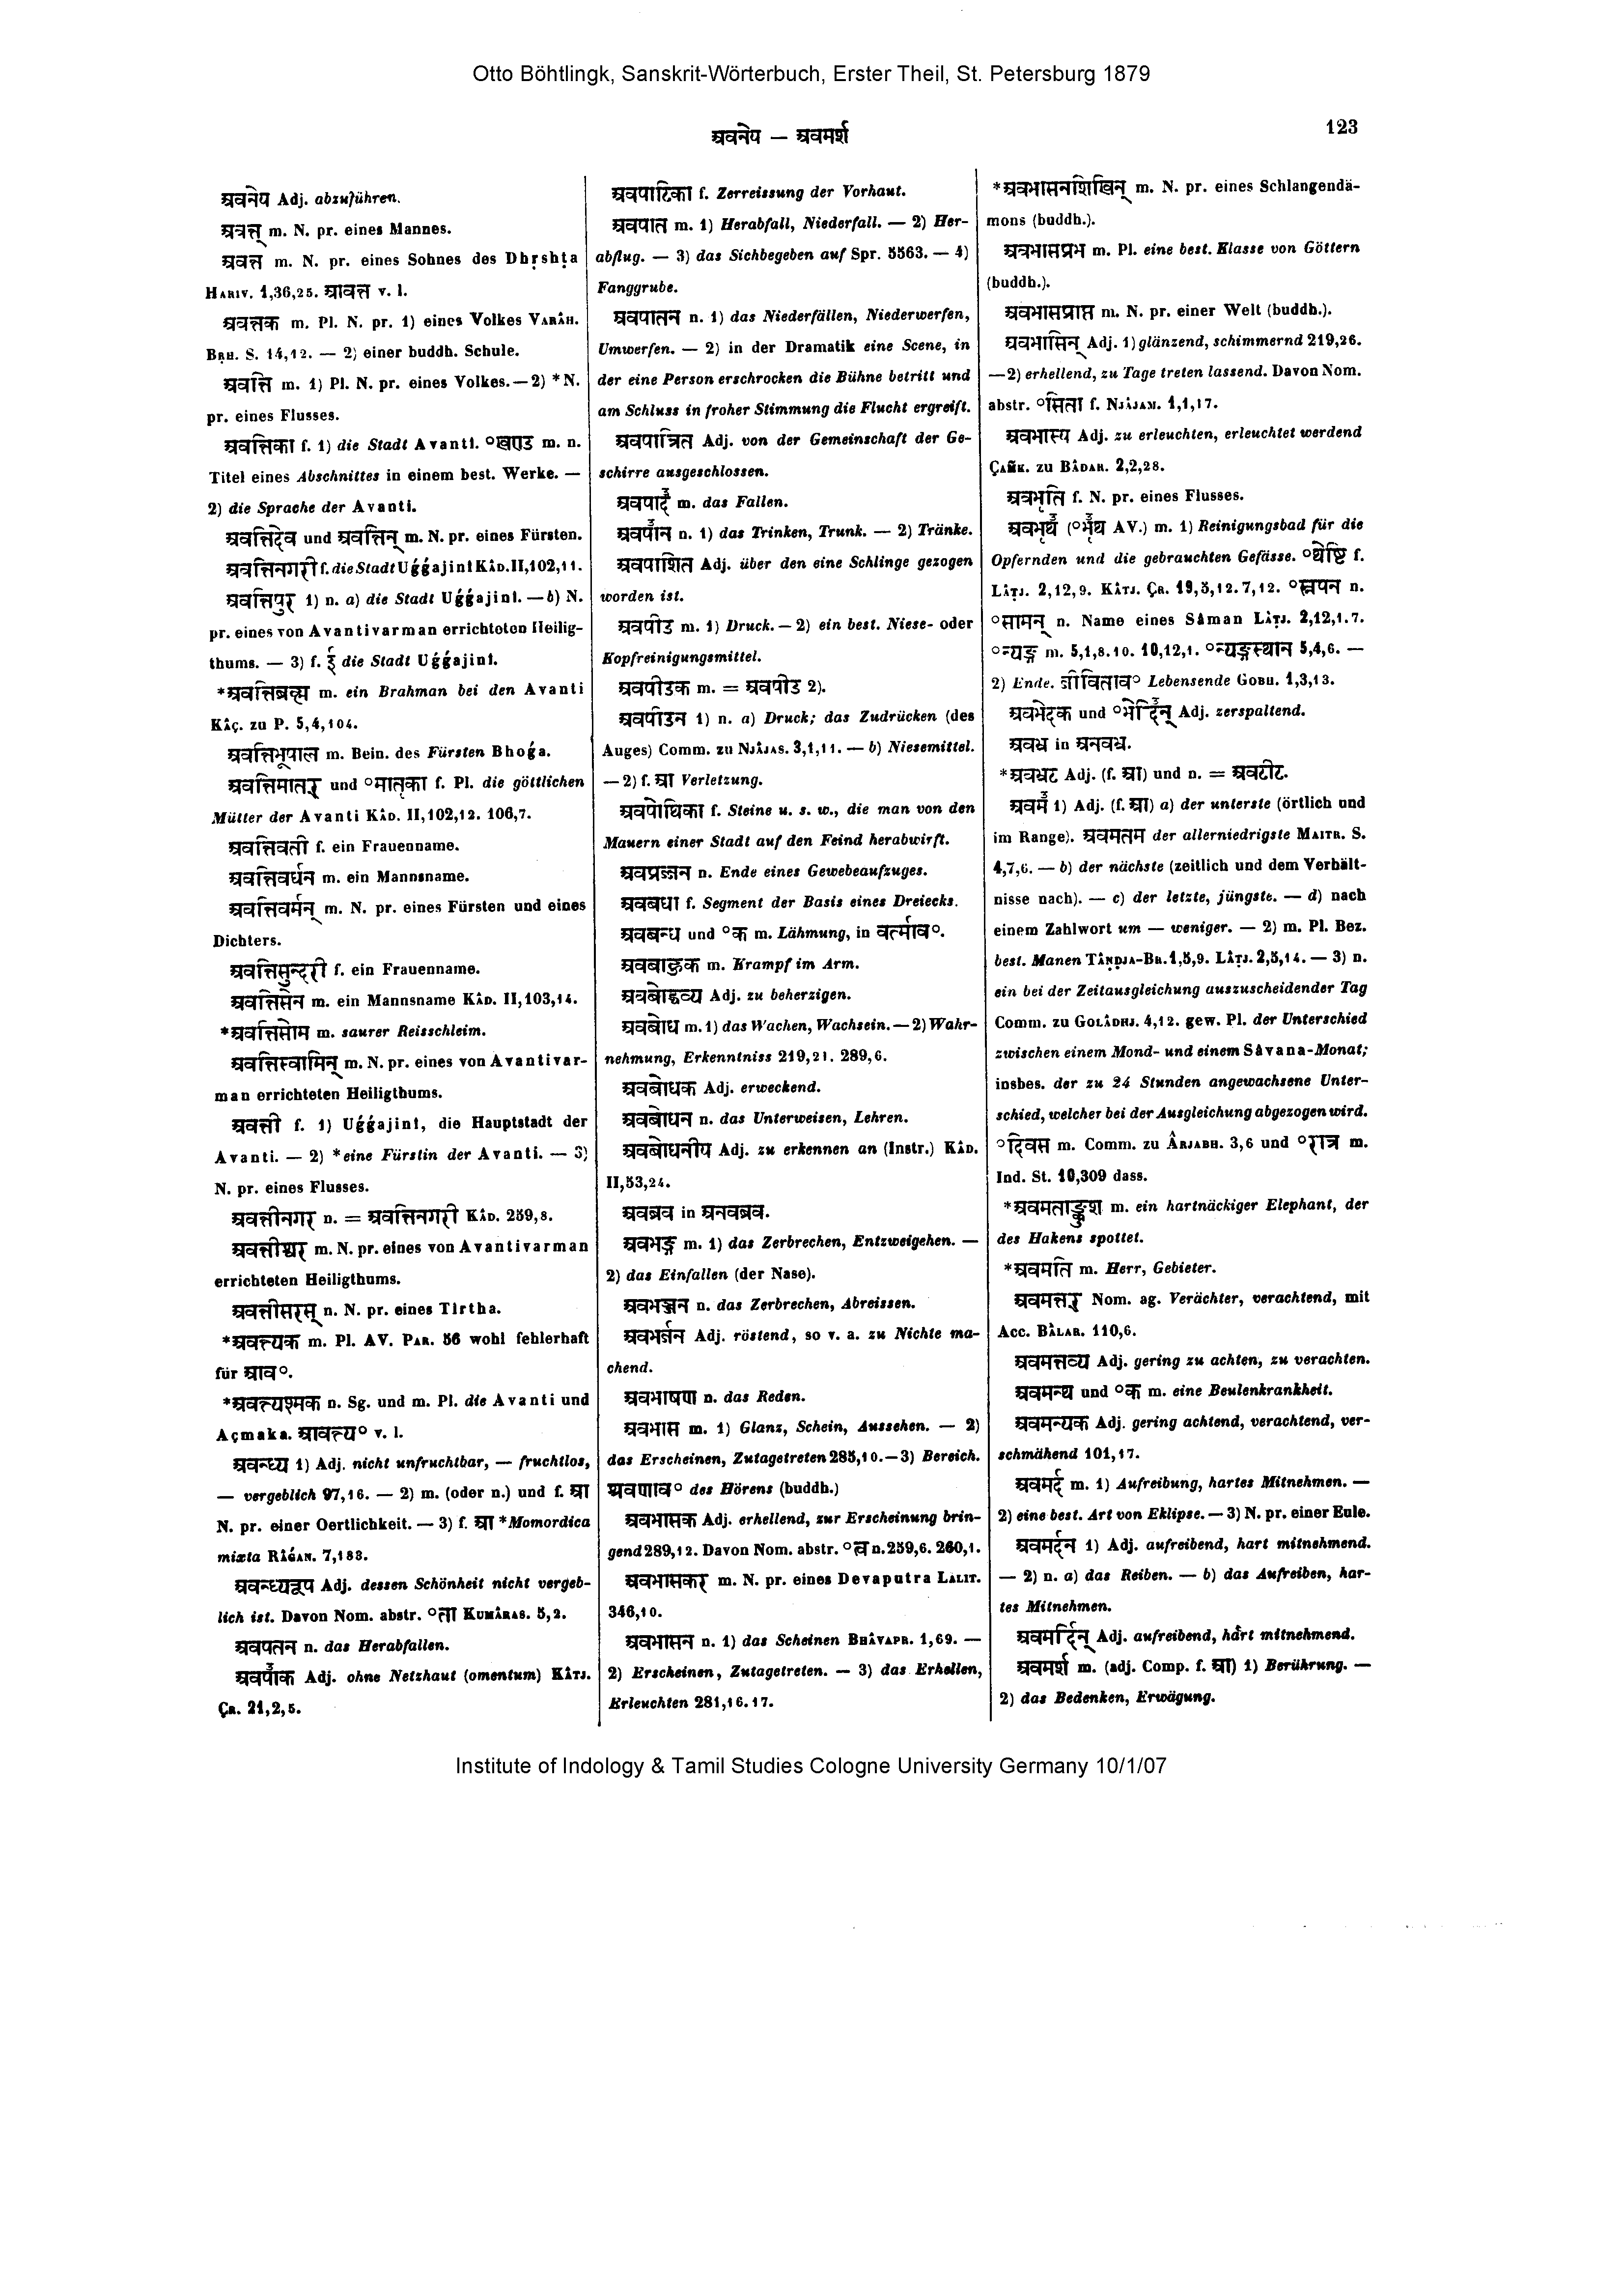 Otto Böhtlingk, Sanskrit-Wörterbuch, Erster Theil, St. Petersburg 1879
अवनेय — अवमर्श
123
अवनेय Adj. abzuführen.
अवन्त् m. N. pr. eines Mannes.
अवन्त m. N. pr. eines Sohnes des Dhṛshṭa
Hariv. 1,36,25. आवन्त v. l.
अवन्तक m. Pl. N. pr. 1) eines Volkes Varâh.
Bṛh. S. 14,12. — 2) einer buddh. Schule.
अवन्ति m. 1) Pl. N. pr. eines Volkes. — 2) *N.
pr. eines Flusses.
अवन्तिका f. 1) die Stadt Avanti. °खण्ड m. n.
Titel eines Abschnittes in einem best. Werke. —
2) die Sprache der Avanti.
अवन्तिदेव und अवन्तिन् m. N. pr. eines Fürsten.
अवन्तिनगरी f. die Stadt Uǵǵajinî Kâd. II,102,11.
अवन्तिपुर 1) n. a) die Stadt Uǵǵajinî. — b) N.
pr. eines von Avantivarman errichteten Heilig-
thums. — 3) f. ई die Stadt Uǵǵajinî.
*अवन्तिब्रह्म m. ein Brahman bei den Avanti
Kâç. zu P. 5,4,104.
अवन्तिभूपाल m. Bein. des Fürsten Bhoǵa.
अवन्तिमातर् und °मातृका f. Pl. die göttlichen
Mütter der Avanti Kâd. II,102,12. 106,7.
अवन्तिवती f. ein Frauenname.
अवन्तिवर्धन m. ein Mannsname.
अवन्तिवर्मन् m. N. pr. eines Fürsten und eines
Dichters.
अवन्तिसुन्दरी f. ein Frauenname.
अवन्तिसेन m. ein Mannsname Kâd. II,103,14.
*अवन्तिसोम m. saurer Reisschleim.
अवन्तिस्वामिन् m. N. pr. eines von Avantivar-
man errichteten Heiligthums.
अवन्ती f. 1) Uǵǵajinî, die Hauptstadt der
Avanti. — 2) *eine Fürstin der Avanti. — 3)
N. pr. eines Flusses.
अवन्तीनगर n. = अवन्तिनगरी Kâd. 259,8.
अवन्तीश्वर m. N. pr. eines von Avantivarman
errichteten Heiligthums.
अवन्तीसरस् n. N. pr. eines Tîrtha.
*अवन्त्यक m. Pl. AV. Par. 56 wohl fehlerhaft
für आव°.
*अवन्त्यश्मक n. Sg. und m. Pl. die Avanti und
Açmaka. आवन्त्य° v. l.
अवन्ध्य 1) Adj. nicht unfruchtbar, — fruchtlos,
— vergeblich 97,16. — 2) m. (oder n.) und f. आ
N. pr. einer Oertlichkeit. — 3) f. आ *Momordica
mixta Râǵan. 7,183.
अवन्ध्यरूप Adj. dessen Schönheit nicht vergeb-
lich ist. Davon Nom. abstr. °ता Kumâras. 5,2.
अवपतन n. das Herabfallen.
अवपाक Adj. ohne Netzhaut (omentum) Kâtj.
Çr. 21,2,5.
अवपाटिका f. Zerreissung der Vorhaut.
अवपात m. 1) Herabfall, Niederfall. — 2) Her-
abflug. — 3) das Sichbegeben auf Spr. 5563. — 4)
Fanggrube.
अवपातन n. 1) das Niederfällen, Niederwerfen,
Umwerfen. — 2) in der Dramatik eine Scene, in
der eine Person erschrocken die Bühne betritt und
am Schluss in froher Stimmung die Flucht ergreift.
अवपात्रित Adj. von der Gemeinschaft der Ge-
schirre ausgeschlossen.
अवपाद m. das Fallen.
अवपान n. 1) das Trinken, Trunk. — 2) Tränke.
अवपाशित Adj. über den eine Schlinge gezogen
worden ist.
अवपीड m. 1) Druck. — 2) ein best. Niese- oder
Kopfreinigungsmittel.
अवपीडक m. = अवपीड 2).
अवपीडन 1) n. a) Druck; das Zudrücken (des
Auges) Comm. zu Njâjas. 3,1,11. — b) Niesemittel.
— 2) f. आ Verletzung.
अवपोथिका f. Steine u. s. w., die man von den
Mauern einer Stadt auf den Feind herabwirft.
अवप्रज्जन n. Ende eines Gewebeaufzuges.
अवबधा f. Segment der Basis eines Dreiecks.
अवबन्ध und °क m. Lähmung, in वर्त्माव°.
अवबाहुक m. Krampf im Arm.
अवबोद्धव्य Adj. zu beherzigen.
अवबोध m. 1) das Wachen, Wachsein. — 2) Wahr-
nehmung, Erkenntniss 219,21. 289,6.
अवबोधक Adj. erweckend.
अवबोधन n. das Unterweisen, Lehren.
अवबोधनीय Adj. zu erkennen an (Instr.) Kâd.
II,53,24.
अवब्रव in अनवब्रव.
अवभङ्ग m. 1) das Zerbrechen, Entzweigehen. —
2) das Einfallen (der Nase).
अवभञ्जन n. das Zerbrechen, Abreissen.
अवभर्जन Adj. röstend, so v. a. zu Nichte ma-
chend.
अवभाषण n. das Reden.
अवभास m. 1) Glanz, Schein, Aussehen. — 2)
das Erscheinen, Zutagetreten 285,10. — 3) Bereich.
श्रवणाव° des Hörens (buddh.)
अवभासक Adj. erhellend, zur Erscheinung brin-
gend 289,12. Davon Nom. abstr. °त्व n. 259,6. 260,1.
अवभासकर m. N. pr. eines Devaputra Lalit.
346,10.
अवभासन n. 1) das Scheinen Bhâvapr. 1,69. —
2) Erscheinen, Zutagetreten. — 3) das Erhellen,
Erleuchten 281,16.17.
*अवभासनशिखिन् m. N. pr. eines Schlangendä-
mons (buddh.).
अवभासप्रभ m. Pl. eine best. Klasse von Göttern
(buddh.).
अवभासप्राप्त m. N. pr. einer Welt (buddh.).
अवभासिन् Adj. 1) glänzend, schimmernd 219,26.
— 2) erhellend, zu Tage treten lassend. Davon Nom.
abstr. °सिता f. Njâjam. 1,1,17.
अवभास्य Adj. zu erleuchten, erleuchtet werdend
Çaṁk. zu Bâdar. 2,2,28.
अवभृति f. N. pr. eines Flusses.
अवभृथ (°भृथ AV.) m. 1) Reinigungsbad für die
Opfernden und die gebrauchten Gefässe. °थेष्टि f.
Lâṭj. 2,12,9. Kâtj. Çr. 19,5,12. 7,12. °स्नपन n.
°सामन् n. Name eines Sâman Lâṭj. 2,12,1.7.
°न्यङ्ग m. 5,1,8.10. 10,12,1. °न्यङ्गस्थान 5,4,6. —
2) Ende. जीविताव° Lebensende Gobh. 1,3,13.
अवभेदक und °भेदिन् Adj. zerspaltend.
अवभ्र in अनवभ्र.
*अवभ्रट Adj. (f. आ) und n. = अवटीट.
अवम 1) Adj. (f. आ) a) der unterste (örtlich und
im Range). अवमतम der allerniedrigste Maitr. S.
4,7,6. — b) der nächste (zeitlich und dem Verhält-
nisse nach). — c) der letzte, jüngste. — d) nach
einem Zahlwort um — weniger. — 2) m. Pl. Bez.
best. Manen Tâṇḍja-Br. 1,5,9. Lâṭj. 2,5,14. — 3) n.
ein bei der Zeitausgleichung auszuscheidender Tag
Comm. zu Golâdhj. 4,12. gew. Pl. der Unterschied
zwischen einem Mond- und einem Sâvana-Monat;
insbes. der zu 24 Stunden angewachsene Unter-
schied, welcher bei der Ausgleichung abgezogen wird.
°दिवस m. Comm. zu Ârjabh. 3,6 und °रात्र m.
Ind. St. 10,309 dass.
*अवमताङ्कुश m. ein hartnäckiger Elephant, der
des Hakens spottet.
*अवमति m. Herr, Gebieter.
अवमन्तर् Nom. ag. Verächter, verachtend, mit
Acc. Bâlar. 110,6.
अवमन्तव्य Adj. gering zu achten, zu verachten.
अवमन्थ und °क m. eine Beulenkrankheit.
अवमन्यक Adj. gering achtend, verachtend, ver-
schmähend 101,17.
अवमर्द m. 1) Aufreibung, hartes Mitnehmen. —
2) eine best. Art von Eklipse. — 3) N. pr. einer Eule.
अवमर्दन 1) Adj. aufreibend, hart mitnehmend.
— 2) n. a) das Reiben. — b) das Aufreiben, har-
tes Mitnehmen.
अवमर्दिन् Adj. aufreibend, hart mitnehmend.
अवमर्श m. (adj. Comp. f. आ) 1) Berührung. —
2) das Bedenken, Erwägung.
Institute of Indology & Tamil Studies Cologne University Germany 10/1/07